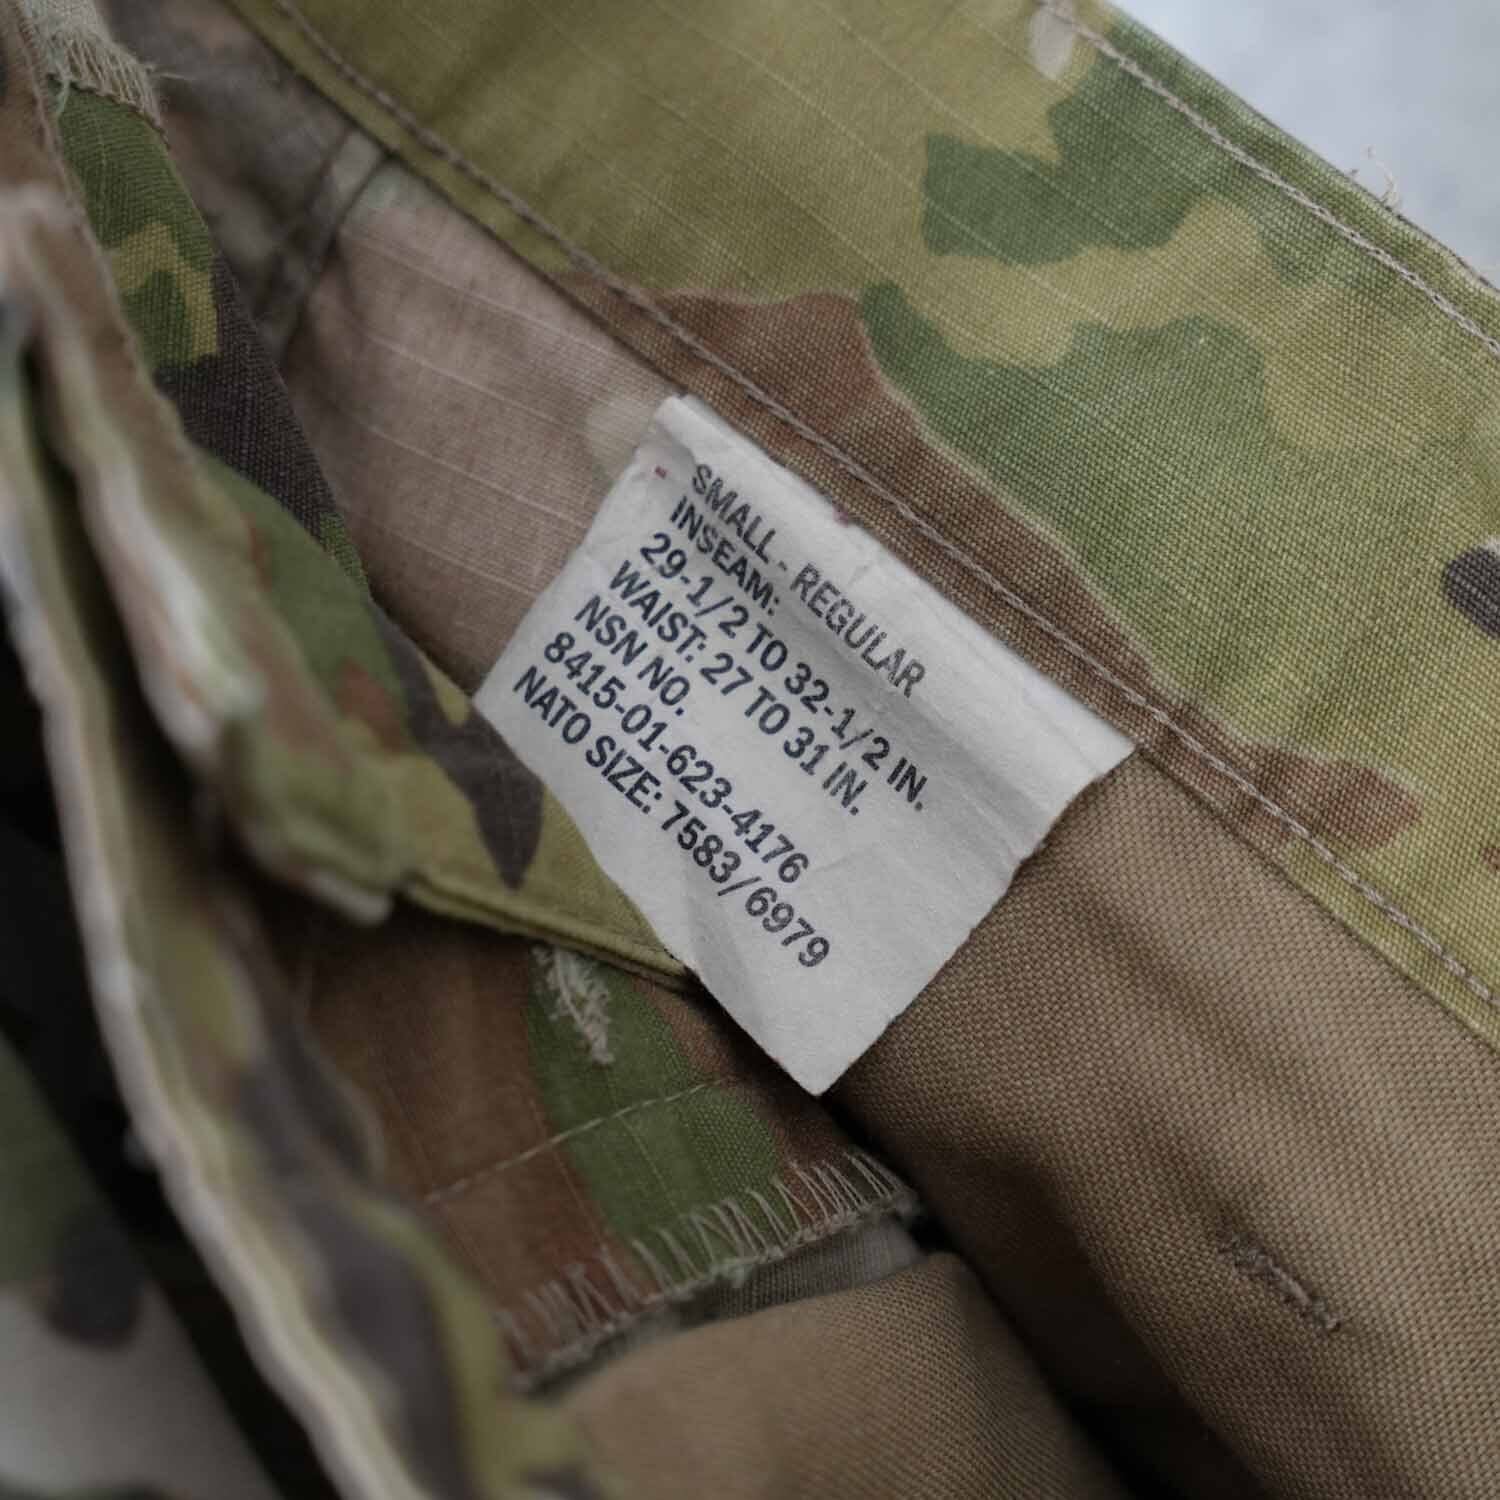 SMALL - REGULAR
INSEAM:
29-1/2 TO 32-1/2 IN.
WAIST: 27 TO 31 IN.
NSN NO.
8415-01-623-4176
NATO SIZE: 7583/6979